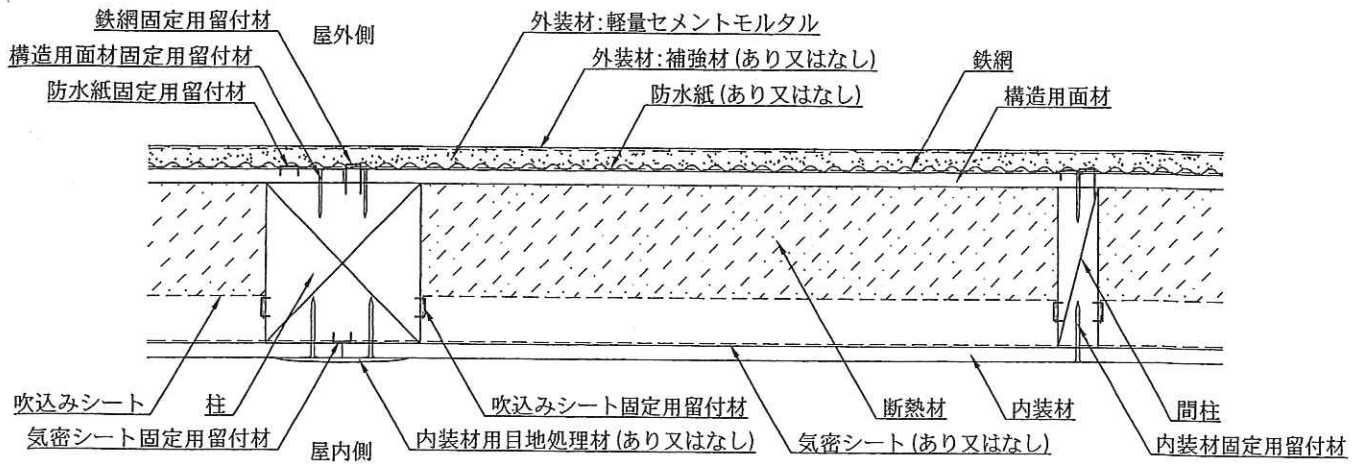 鉄網固定用留付材
屋外側
外装材:軽量セメントモルタル
構造用面材固定用留付材
外装材:補強材(あり又はなし)
鉄網
防水紙固定用留付材
防水紙(あり又はなし)
構造用面材
吹込みシート
柱
吹込みシート固定用留付材
断熱材
内装材
間柱
気密シート固定用留付材
屋内側
内装材用目地処理材(あり又はなし)
気密シート(あり又はなし)
内装材固定用留付材